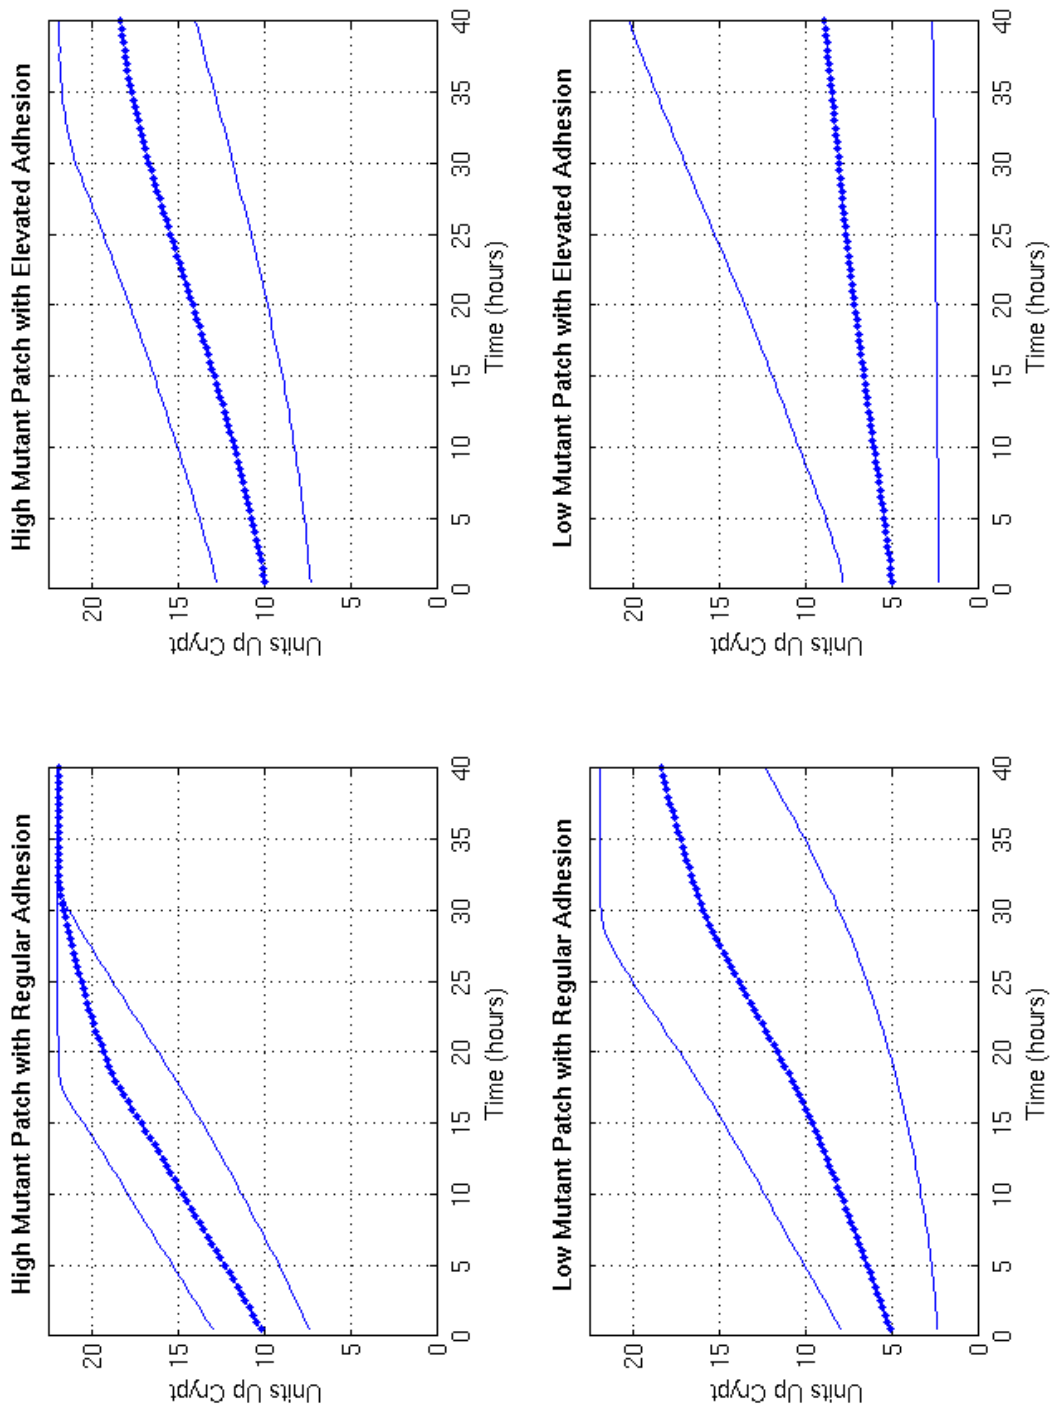 High Mutant Patch with Regular Adhesion
Units Up Crypt
20
15
10
5
0
0 5 10 15 20 25 30 35 40
Time (hours)
High Mutant Patch with Elevated Adhesion
Units Up Crypt
20
15
10
5
0
0 5 10 15 20 25 30 35 40
Time (hours)
Low Mutant Patch with Regular Adhesion
Units Up Crypt
20
15
10
5
0
0 5 10 15 20 25 30 35 40
Time (hours)
Low Mutant Patch with Elevated Adhesion
Units Up Crypt
20
15
10
5
0
0 5 10 15 20 25 30 35 40
Time (hours)